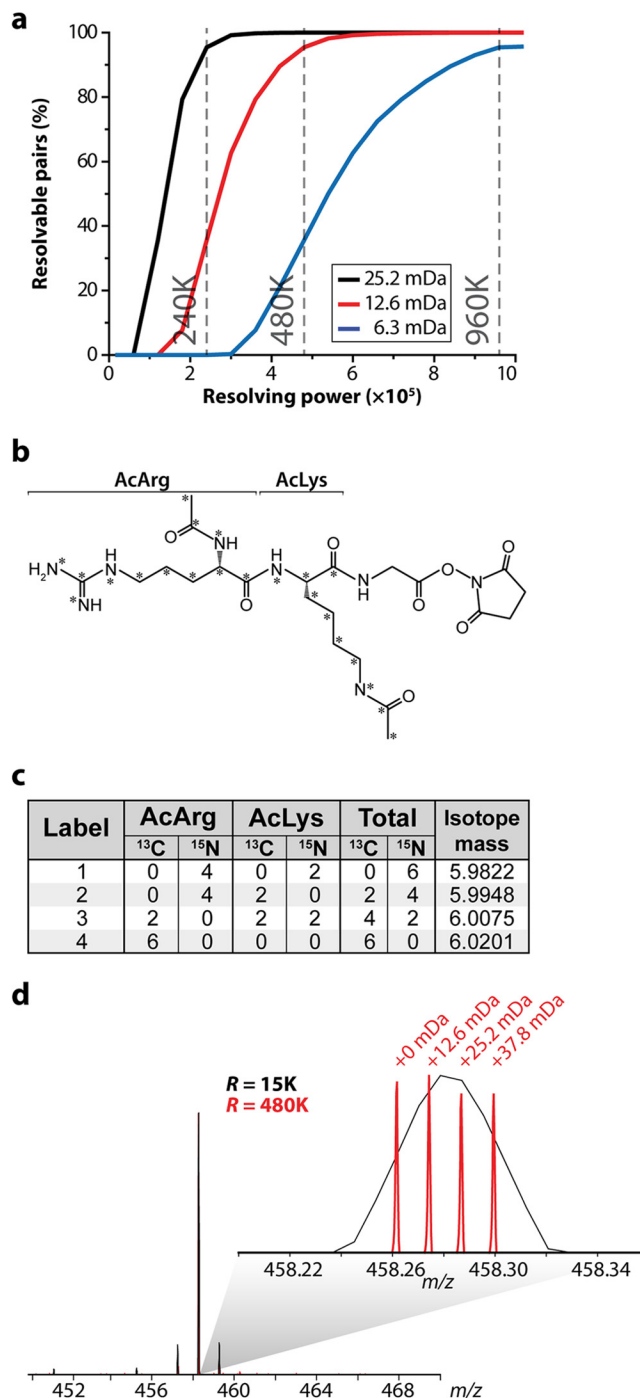 a
100
80
60
40
20
0
Resolvable pairs (%)
240K
480K
960K
25.2 mDa
12.6 mDa
6.3 mDa
0 2 4 6 8 10
Resolving power (×10⁵)
b
AcArg AcLys
* O * NH *
H₂N * H N * * * * * O H N * * O * N H O O N O O
* NH
* * * *
N * H
* O
*
c
Label AcArg AcLys Total Isotope mass
¹³C ¹⁵N ¹³C ¹⁵N ¹³C ¹⁵N
1 0 4 0 2 0 6 5.9822
2 0 4 2 0 2 4 5.9948
3 2 0 2 2 4 2 6.0075
4 6 0 0 0 6 0 6.0201
d
+0 mDa
+12.6 mDa
+25.2 mDa
+37.8 mDa
R = 15K
R = 480K
458.22 458.26 458.30 458.34
m/z
452 456 460 464 468 m/z